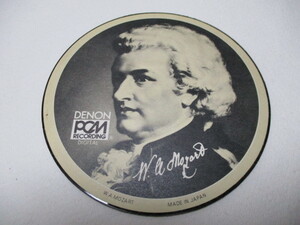 DENON
PCM
RECORDING
DIGITAL
W. A. Mozart
W.A.MOZART
MADE IN JAPAN